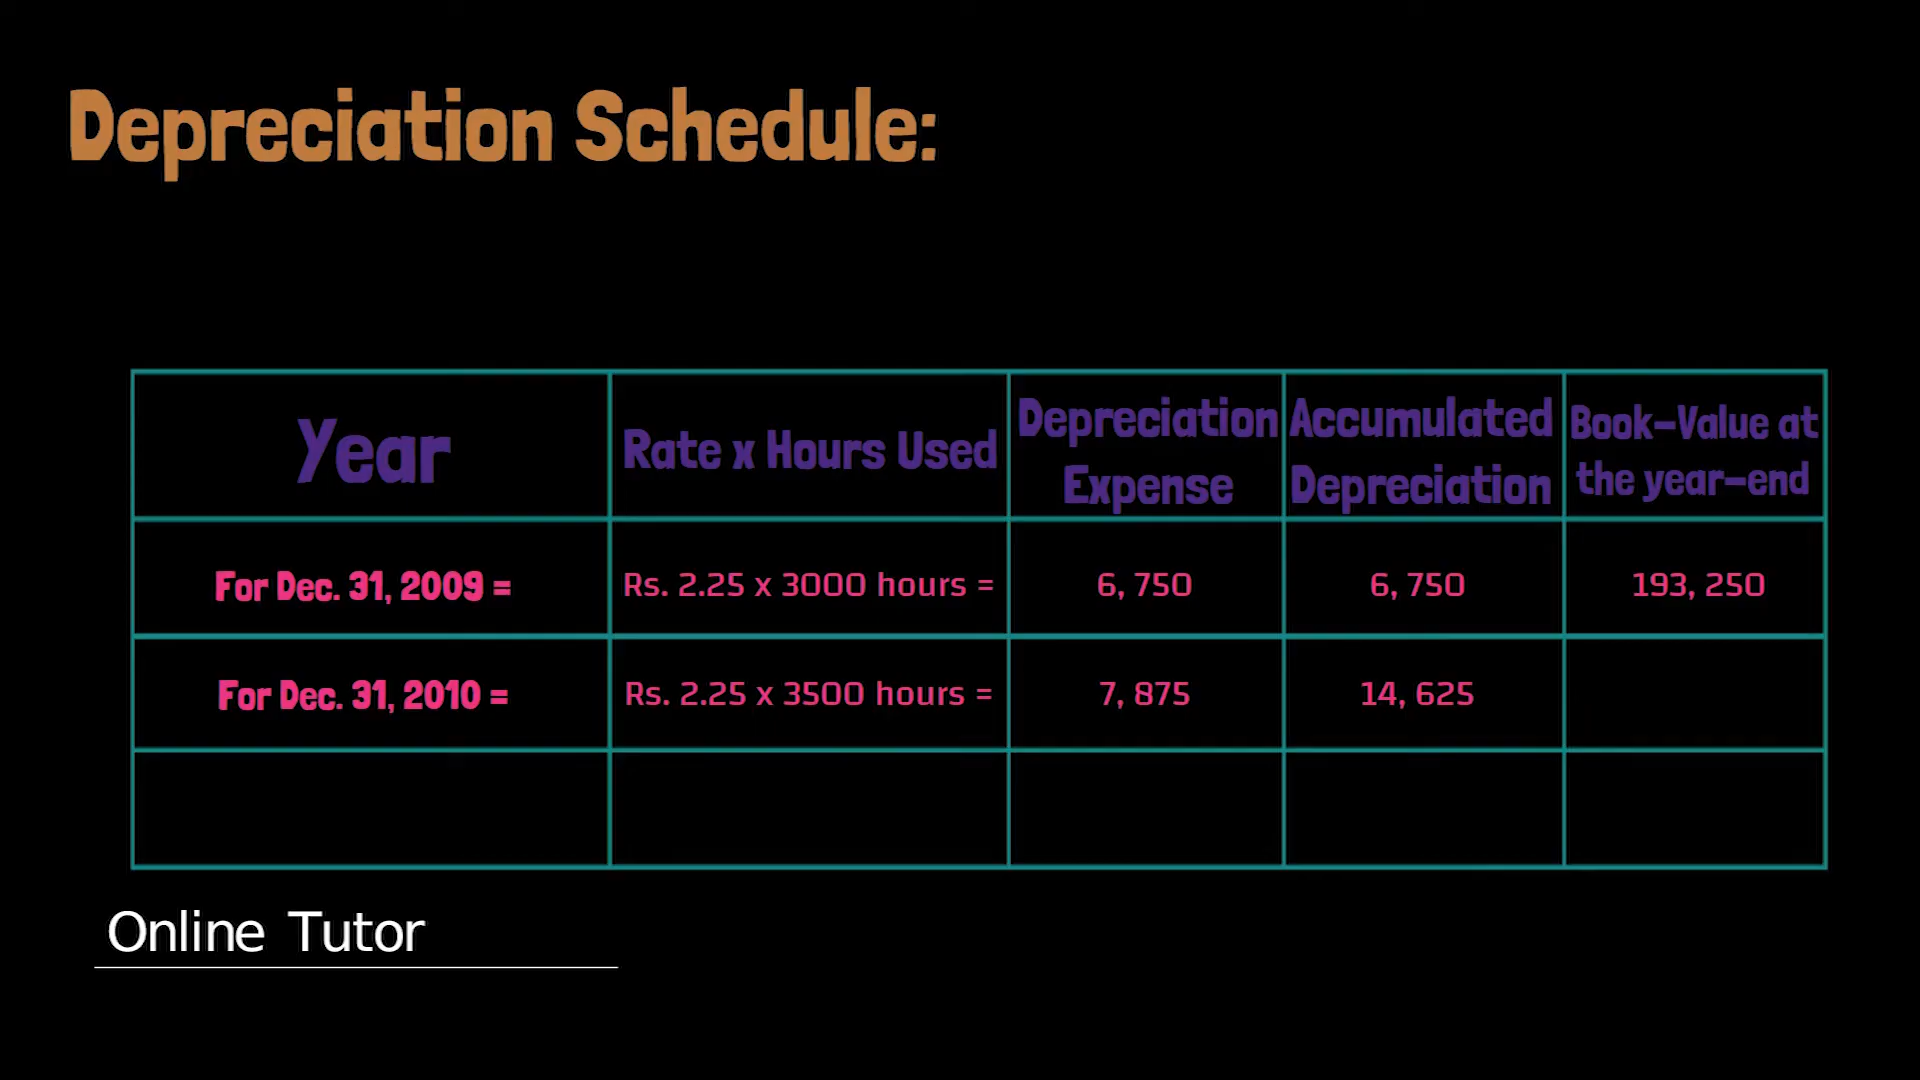 Depreciation Schedule:
Year
Rate x Hours Used
Depreciation
Expense
Accumulated
Depreciation
Book-Value at
the year-end
For Dec. 31, 2009 =
Rs. 2.25 x 3000 hours =
6, 750
6, 750
193, 250
For Dec. 31, 2010 =
Rs. 2.25 x 3500 hours =
7, 875
14, 625
Online Tutor